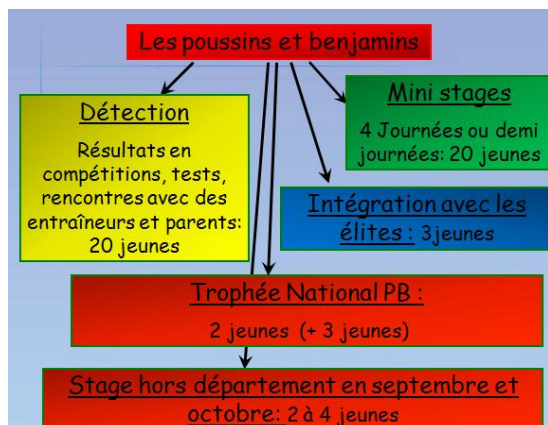 Les poussins et benjamins
Détection
Résultats en
compétitions, tests,
rencontres avec des
entraîneurs et parents:
20 jeunes
Mini stages
4 Journées ou demi
journées: 20 jeunes
Intégration avec les
élites : 3jeunes
Trophée National PB :
2 jeunes (+ 3 jeunes)
Stage hors département en septembre et
octobre: 2 à 4 jeunes